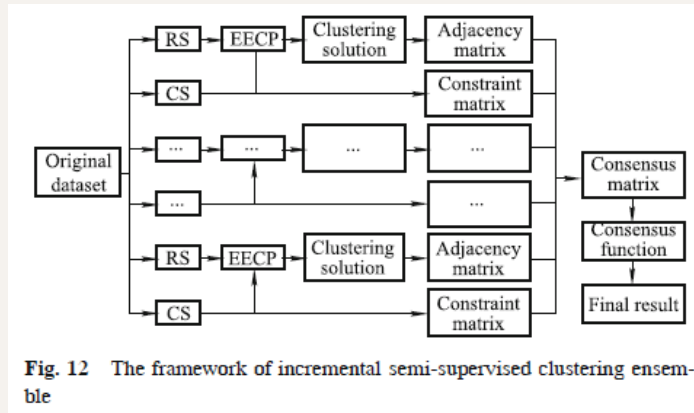 RS
EECP
Clustering
solution
Adjacency
matrix
CS
Constraint
matrix
...
...
...
...
Original
dataset
...
...
Consensus
matrix
RS
EECP
Clustering
solution
Adjacency
matrix
Consensus
function
CS
Constraint
matrix
Final result
Fig. 12 The framework of incremental semi-supervised clustering ensem-
ble